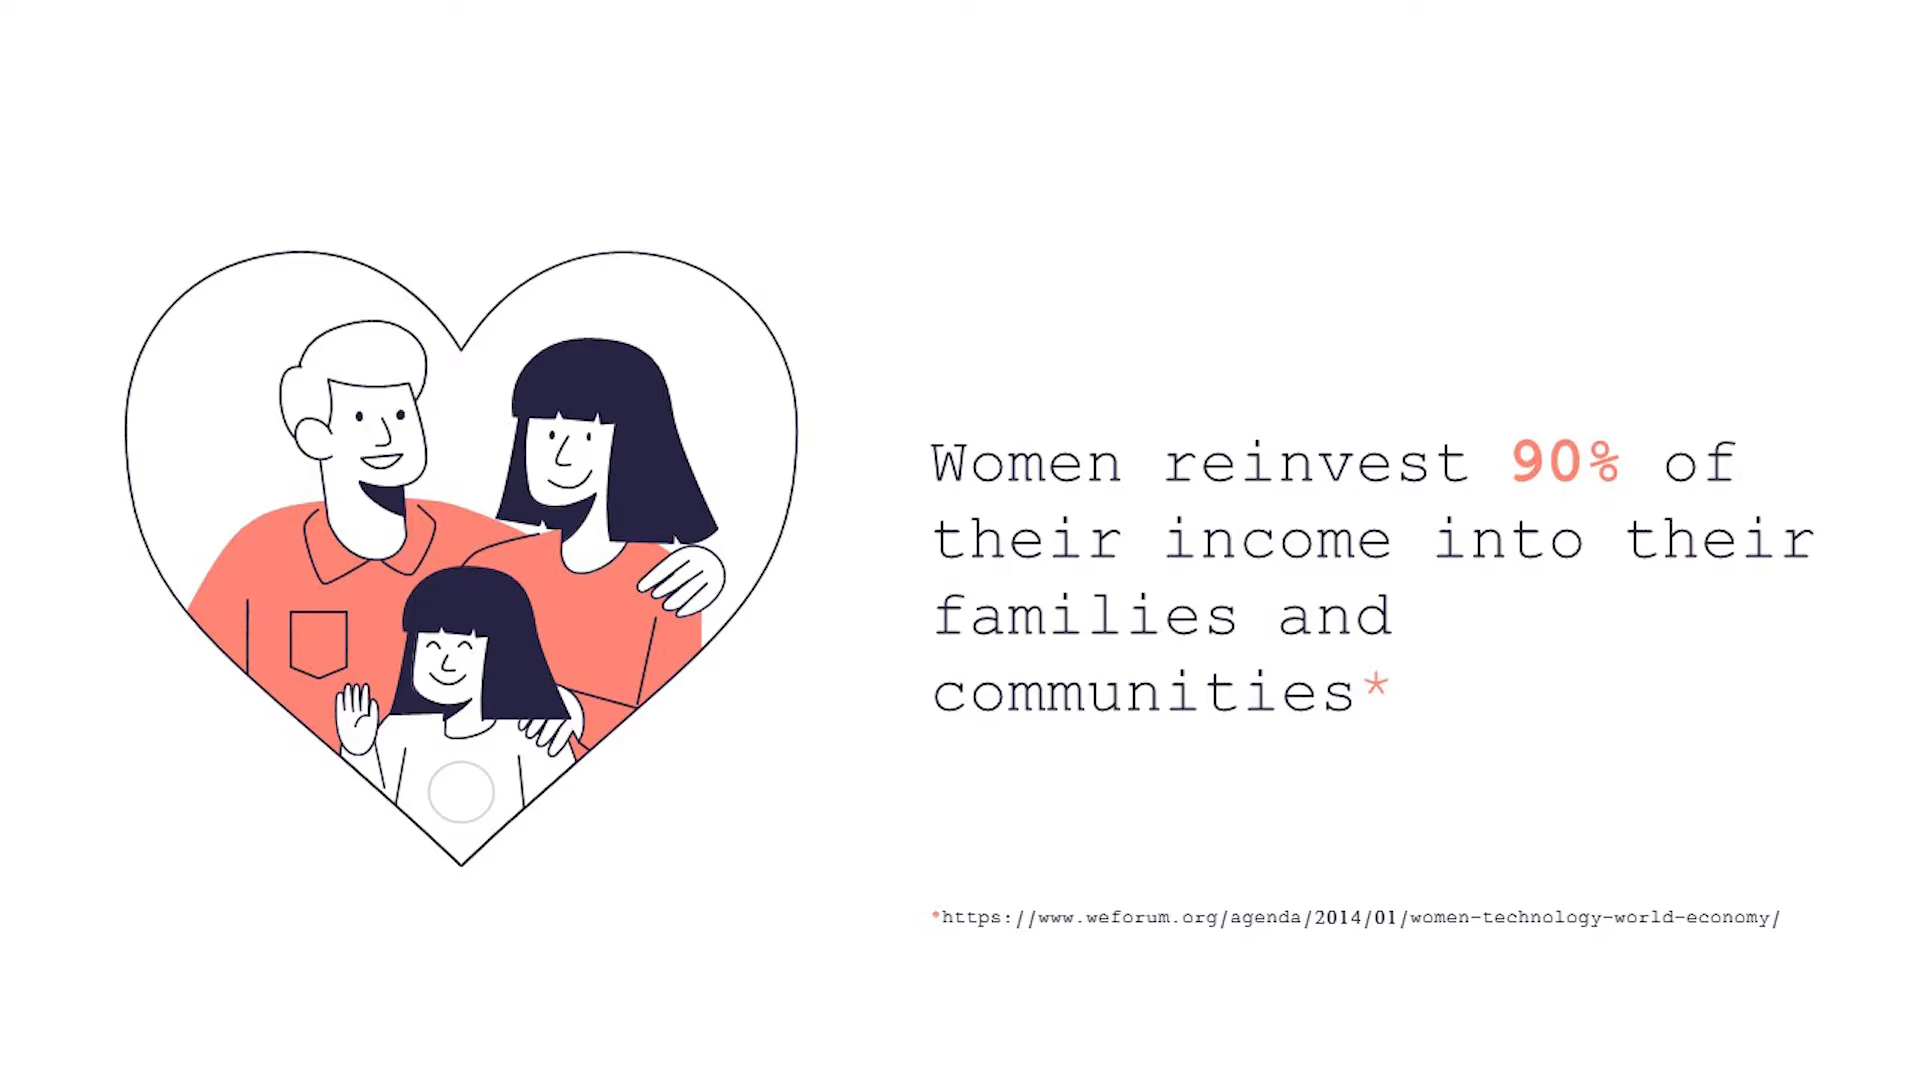 Women reinvest 90% of
their income into their
families and
communities*
*https://www.weforum.org/agenda/2014/01/women-technology-world-economy/